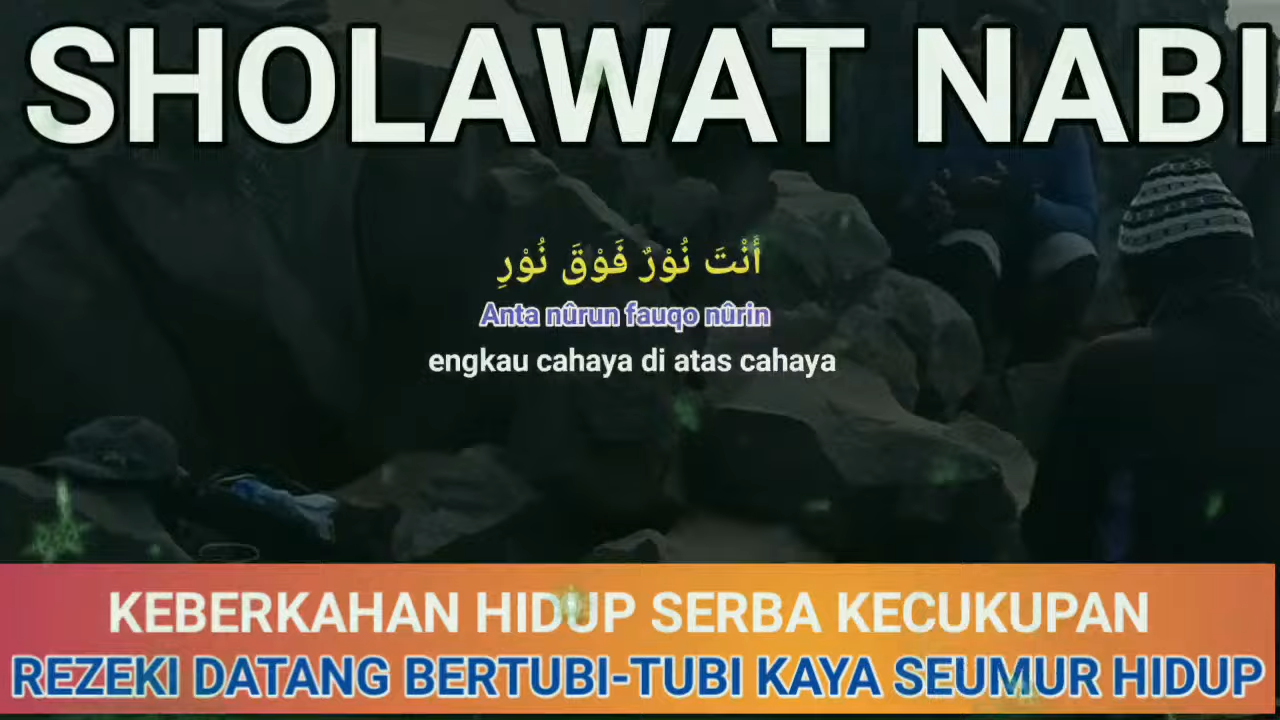 SHOLAWAT NABI
أَنْتَ نُوْرٌ فَوْقَ نُوْرِ
Anta nûrun fauqo nûrin
engkau cahaya di atas cahaya
KEBERKAHAN HIDUP SERBA KECUKUPAN
REZEKI DATANG BERTUBI-TUBI KAYA SEUMUR HIDUP